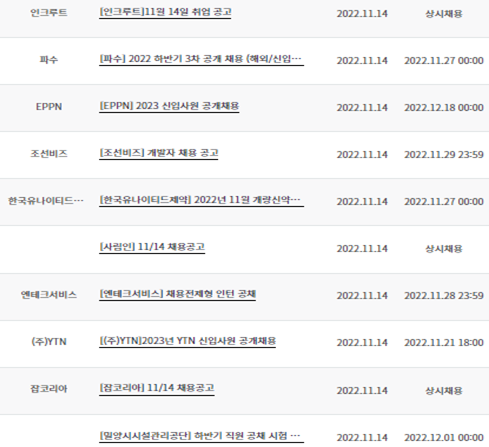 인크루트 [인크루트]11월 14일 취업 공고 2022.11.14 상시채용
파수 [파수] 2022 하반기 3차 공개 채용 (해외/신입··· 2022.11.14 2022.11.27 00:00
EPPN [EPPN] 2023 신입사원 공개채용 2022.11.14 2022.12.18 00:00
조선비즈 [조선비즈] 개발자 채용 공고 2022.11.14 2022.11.29 23:59
한국유나이티드··· [한국유나이티드제약] 2022년 11월 개량신약··· 2022.11.14 2022.11.27 00:00
[사람인] 11/14 채용공고 2022.11.14 상시채용
엔테크서비스 [엔테크서비스] 채용전제형 인턴 공채 2022.11.14 2022.11.28 23:59
(주)YTN [(주)YTN]2023년 YTN 신입사원 공개채용 2022.11.14 2022.11.21 18:00
잡코리아 [잡코리아] 11/14 채용공고 2022.11.14 상시채용
[밀양시시설관리공단] 하반기 직원 공채 시험 ··· 2022.11.14 2022.12.01 00:00